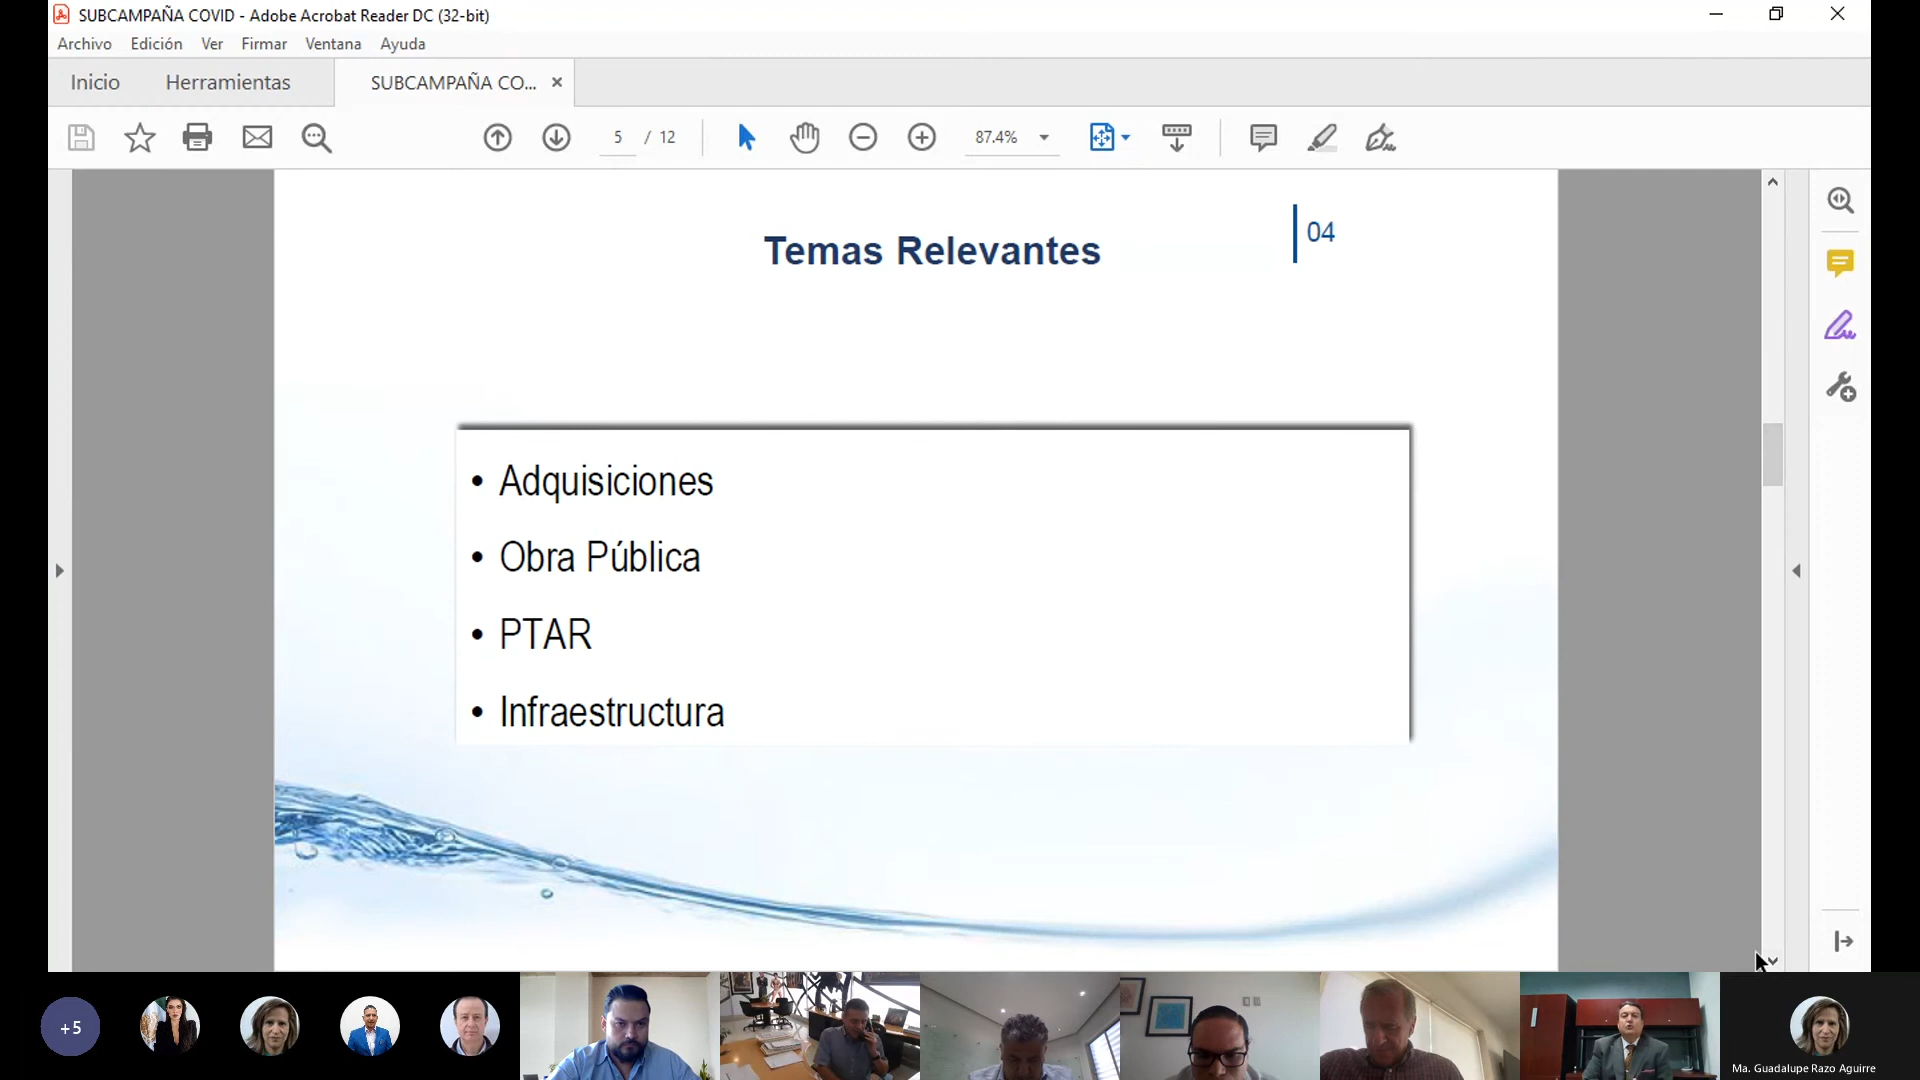 SUBCAMPAÑA COVID - Adobe Acrobat Reader DC (32-bit)
Archivo Edición Ver Firmar Ventana Ayuda
Inicio Herramientas SUBCAMPAÑA CO...
5 / 12 87.4%
Temas Relevantes
04
• Adquisiciones
• Obra Pública
• PTAR
• Infraestructura
+5
Ma. Guadalupe Razo Aguirre